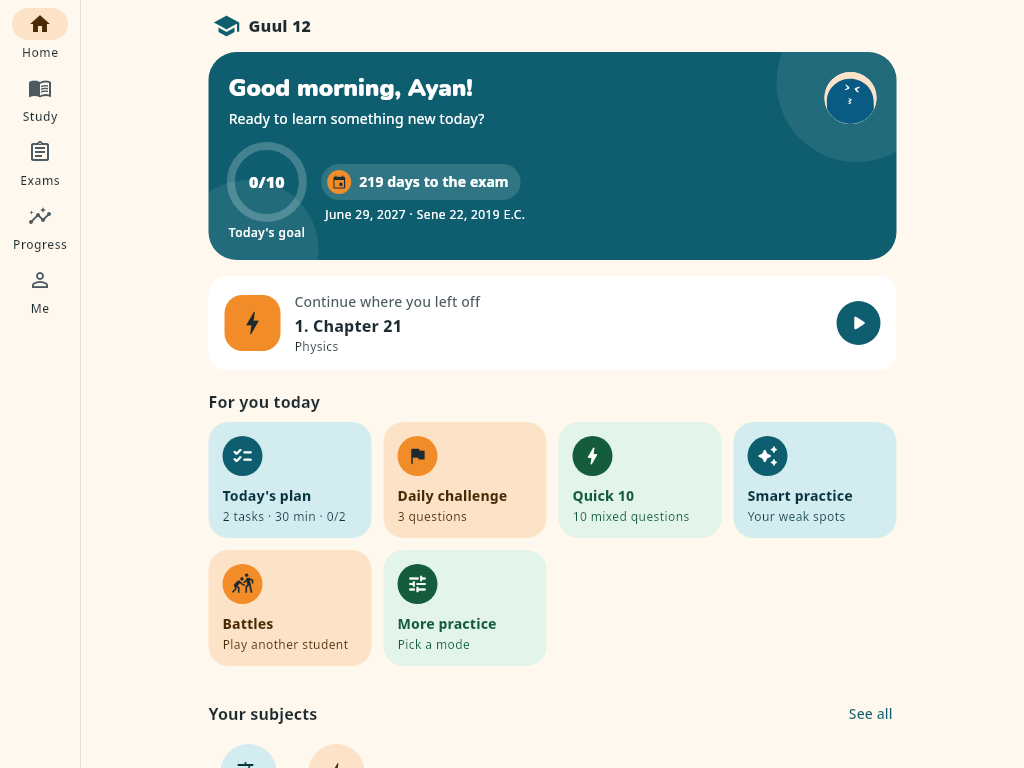 Guul 12
Home
Study
Exams
Progress
Me
Good morning, Ayan!
Ready to learn something new today?
0/10
Today's goal
219 days to the exam
June 29, 2027 · Sene 22, 2019 E.C.
Continue where you left off
1. Chapter 21
Physics
For you today
Today's plan
2 tasks · 30 min · 0/2
Daily challenge
3 questions
Quick 10
10 mixed questions
Smart practice
Your weak spots
Battles
Play another student
More practice
Pick a mode
Your subjects
See all